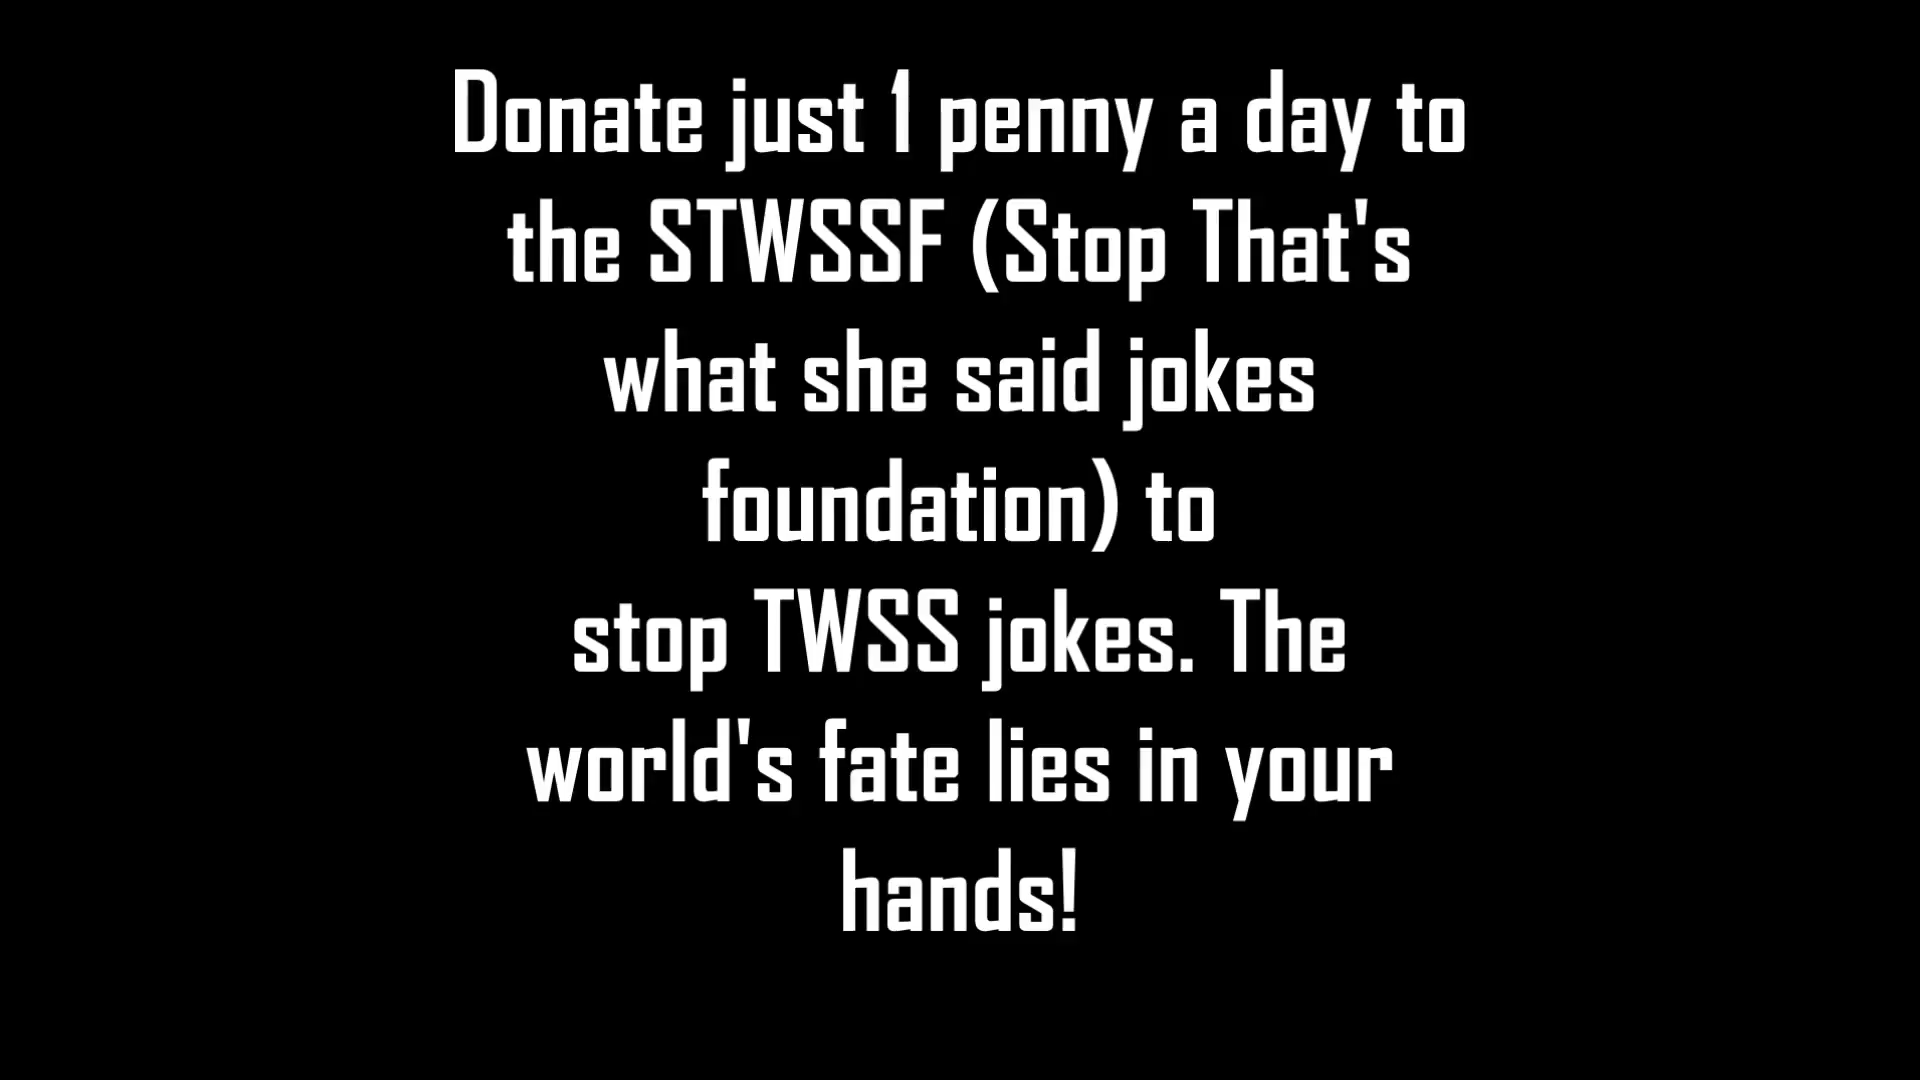 Donate just 1 penny a day to
the STWSSF (Stop That's
what she said jokes
foundation) to
stop TWSS jokes. The
world's fate lies in your
hands!